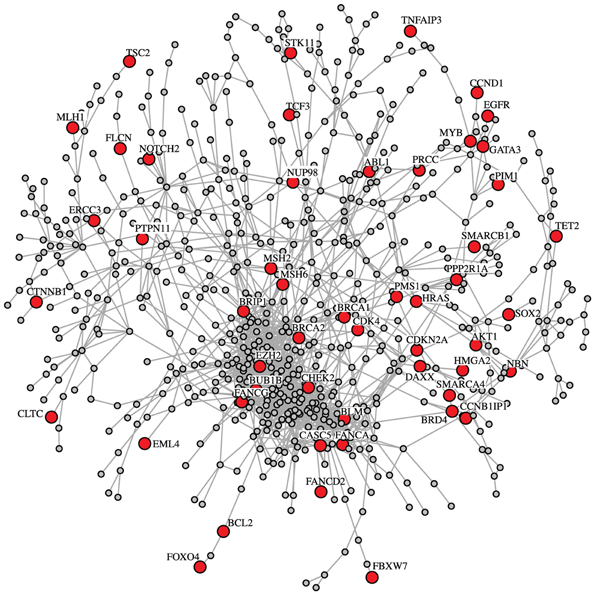 TNFAIP3
STK11
TSC2
CCND1
EGFR
TCF3
MLH1
MYB
FLCN
NOTCH2
GATA3
ABL1
PRCC
NUP98
PIM1
ERCC3
PTPN11
TET2
SMARCB1
MSH2
MSH6
PPP2R1A
PMS1
CTNNB1
HRAS
BRIP1
BRCA1
SOX2
CDK4
BRCA2
AKT1
CDKN2A
EZH2
HMGA2
NBN
DAXX
BUB1B
CHEK2
SMARCA4
FANCG
CCNB1IP1
BLM
CLTC
BRD4
CASC5
FANCA
EML4
FANCD2
BCL2
FOXO4
FBXW7